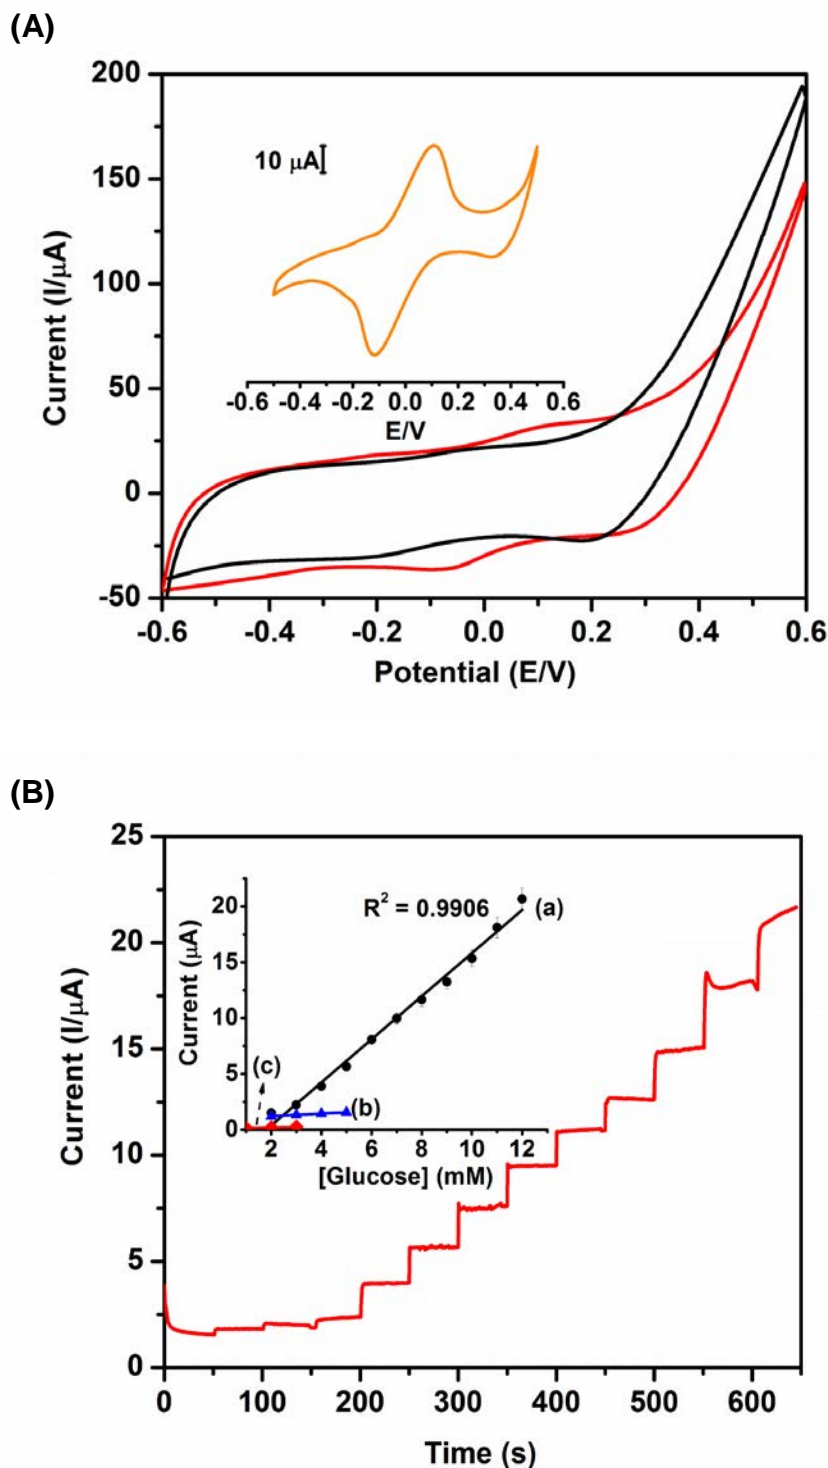 (A)
200
150
100
50
0
-50
-0.6 -0.4 -0.2 0.0 0.2 0.4 0.6
Current (I/μA)
Potential (E/V)
10 μA
-0.6 -0.4 -0.2 0.0 0.2 0.4 0.6
E/V
(B)
25
20
15
10
5
0
0 100 200 300 400 500 600
Current (I/μA)
Time (s)
20
15
10
5
0
2 4 6 8 10 12
Current (μA)
[Glucose] (mM)
R² = 0.9906
(a)
(c)
(b)